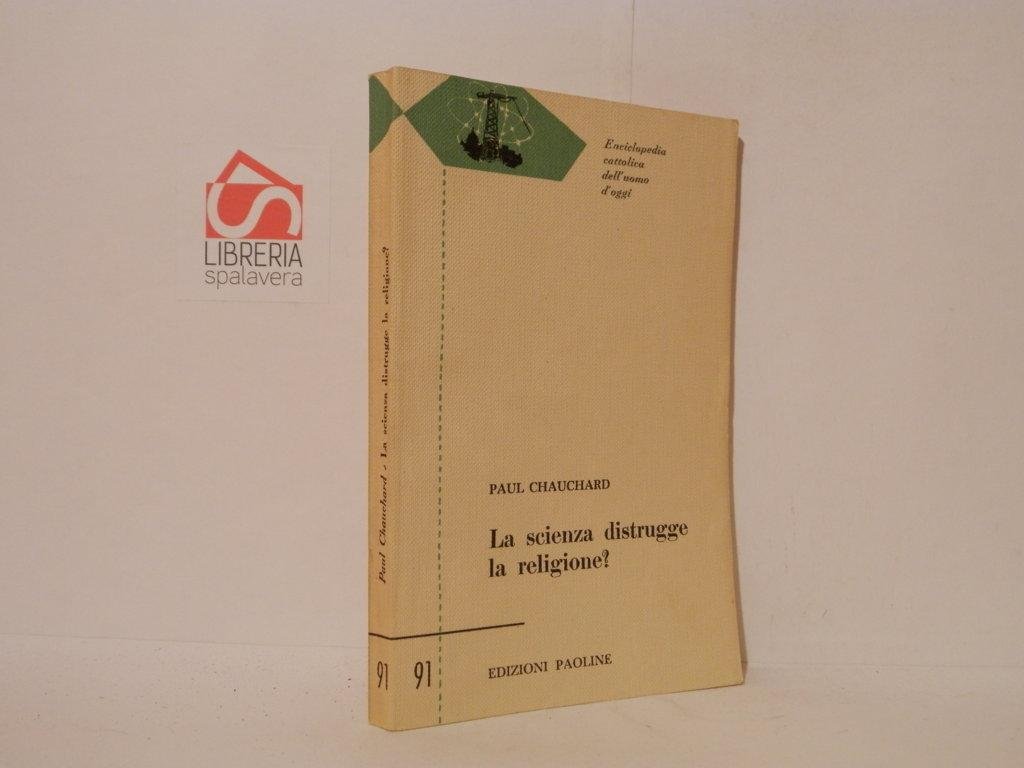 LIBRERIA
spalavera
Enciclopedia
cattolica
dell'uomo
d'oggi
PAUL CHAUCHARD
La scienza distrugge
la religione?
EDIZIONI PAOLINE
91
Paul Chauchard - La scienza distrugge la religione?
91